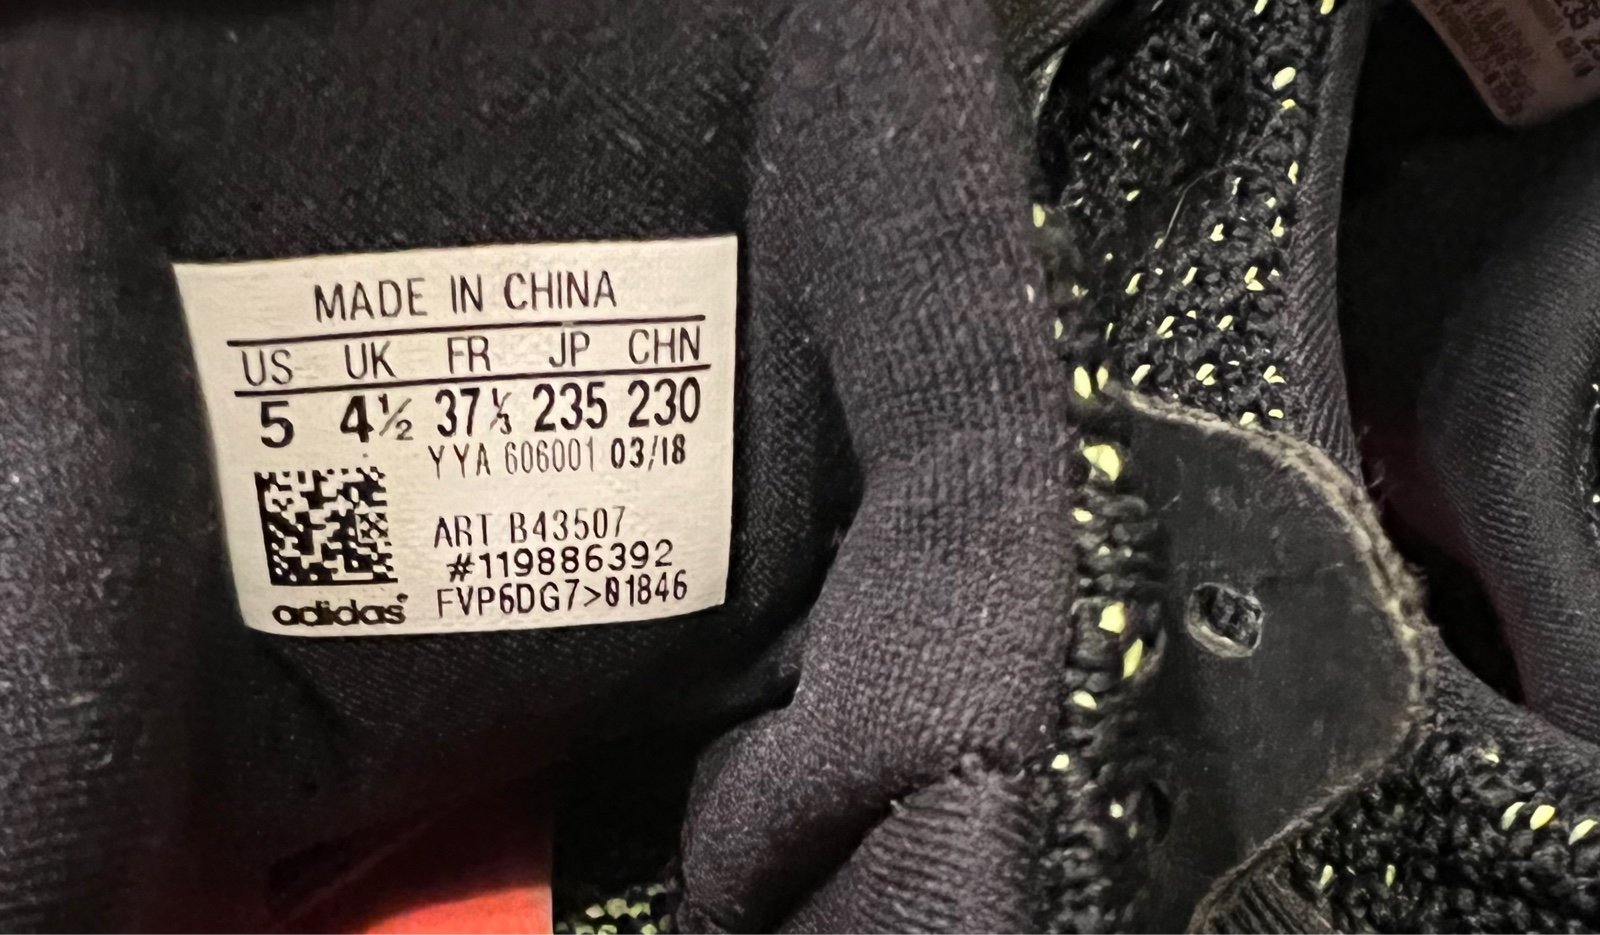 MADE IN CHINA
US UK FR JP CHN
5 4½ 37⅓ 235 230
YYA 606001 03/18
ART B43507
#119886392
FVP6DG7>01846
adidas®